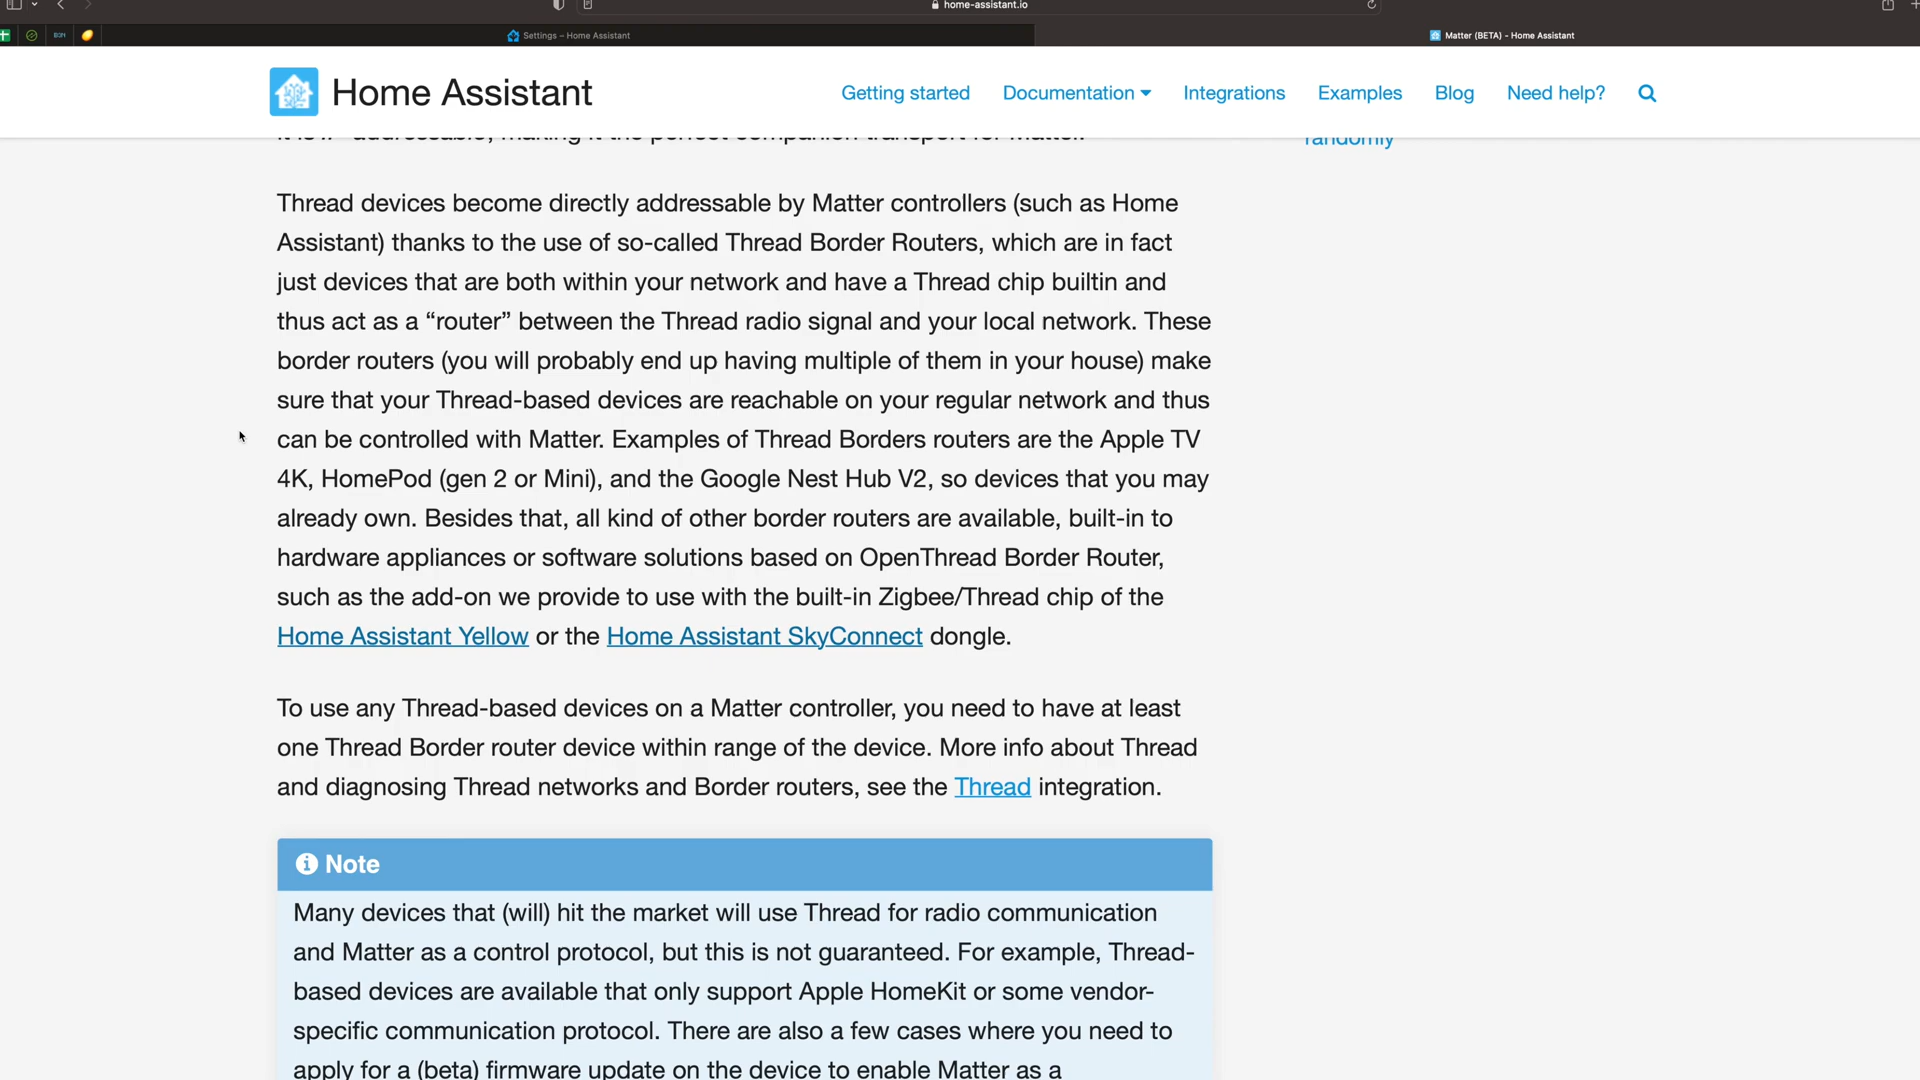 home-assistant.io
BOM
Settings – Home Assistant
Matter (BETA) - Home Assistant
Home Assistant
Getting started
Documentation
Integrations
Examples
Blog
Need help?
addressable, making it the perfect companion transport for Matter.
randomly
Thread devices become directly addressable by Matter controllers (such as Home
Assistant) thanks to the use of so-called Thread Border Routers, which are in fact
just devices that are both within your network and have a Thread chip builtin and
thus act as a “router” between the Thread radio signal and your local network. These
border routers (you will probably end up having multiple of them in your house) make
sure that your Thread-based devices are reachable on your regular network and thus
can be controlled with Matter. Examples of Thread Borders routers are the Apple TV
4K, HomePod (gen 2 or Mini), and the Google Nest Hub V2, so devices that you may
already own. Besides that, all kind of other border routers are available, built-in to
hardware appliances or software solutions based on OpenThread Border Router,
such as the add-on we provide to use with the built-in Zigbee/Thread chip of the
Home Assistant Yellow or the Home Assistant SkyConnect dongle.
To use any Thread-based devices on a Matter controller, you need to have at least
one Thread Border router device within range of the device. More info about Thread
and diagnosing Thread networks and Border routers, see the Thread integration.
Note
Many devices that (will) hit the market will use Thread for radio communication
and Matter as a control protocol, but this is not guaranteed. For example, Thread-
based devices are available that only support Apple HomeKit or some vendor-
specific communication protocol. There are also a few cases where you need to
apply for a (beta) firmware update on the device to enable Matter as a